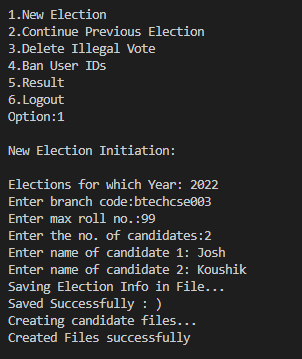 1.New Election
2.Continue Previous Election
3.Delete Illegal Vote
4.Ban User IDs
5.Result
6.Logout
Option:1
New Election Initiation:
Elections for which Year: 2022
Enter branch code:btechcse003
Enter max roll no.:99
Enter the no. of candidates:2
Enter name of candidate 1: Josh
Enter name of candidate 2: Koushik
Saving Election Info in File...
Saved Successfully : )
Creating candidate files...
Created Files successfully